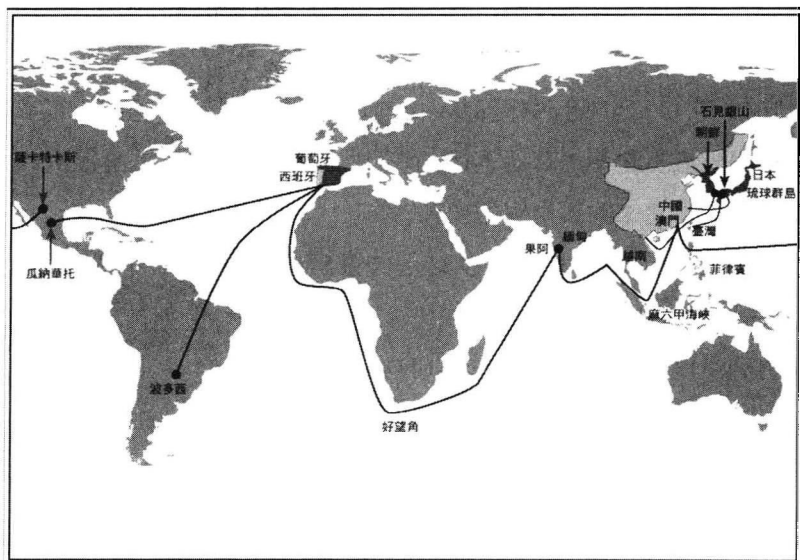 石見銀山
朝鮮
薩卡特卡斯
葡萄牙
西班牙
日本
琉球群島
中國
澳門
臺灣
果阿
緬甸
越南
瓜納華托
菲律賓
麻六甲海峽
波多西
好望角